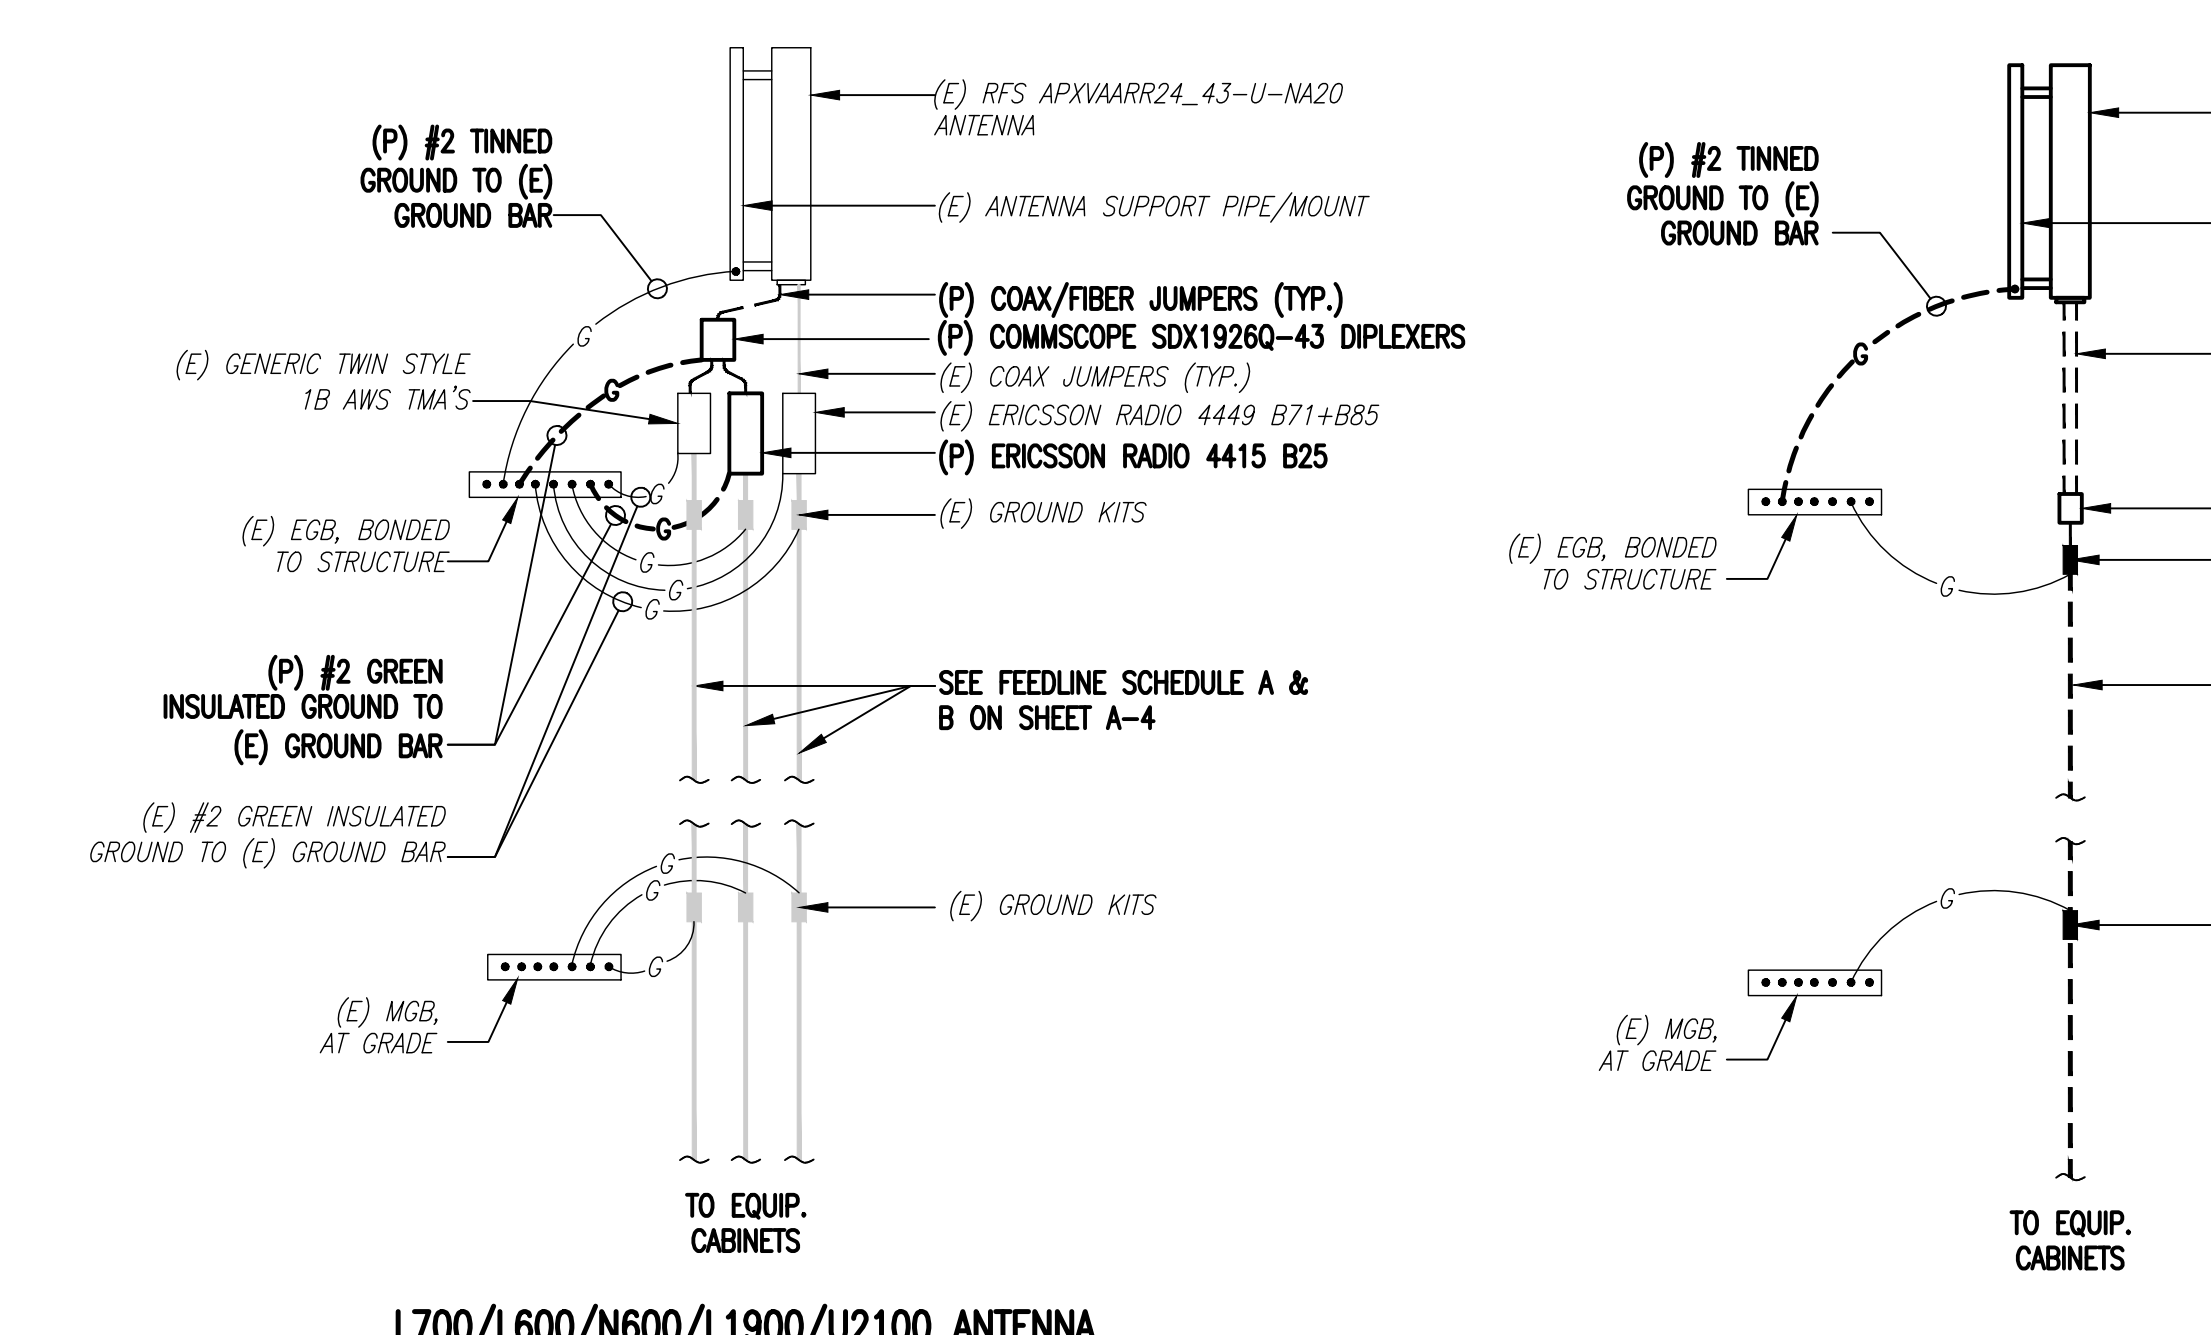 (E) RFS APXVAARR24_43-U-NA20
ANTENNA
(P) #2 TINNED
GROUND TO (E)
GROUND BAR
(E) ANTENNA SUPPORT PIPE/MOUNT
(P) COAX/FIBER JUMPERS (TYP.)
(P) COMMSCOPE SDX1926Q-43 DIPLEXERS
(E) GENERIC TWIN STYLE
1B AWS TMA'S
(E) COAX JUMPERS (TYP.)
(E) ERICSSON RADIO 4449 B71+B85
(P) ERICSSON RADIO 4415 B25
(E) GROUND KITS
G
G
G
G
G
G
G
(E) EGB, BONDED
TO STRUCTURE
(P) #2 GREEN
INSULATED GROUND TO
(E) GROUND BAR
SEE FEEDLINE SCHEDULE A &
B ON SHEET A-4
(E) #2 GREEN INSULATED
GROUND TO (E) GROUND BAR
G
G
G
(E) GROUND KITS
(E) MGB,
AT GRADE
TO EQUIP.
CABINETS
L700/L600/N600/L1900/U2100 ANTENNA
(P) #2 TINNED
GROUND TO (E)
GROUND BAR
G
(E) EGB, BONDED
TO STRUCTURE
G
G
(E) MGB,
AT GRADE
TO EQUIP.
CABINETS